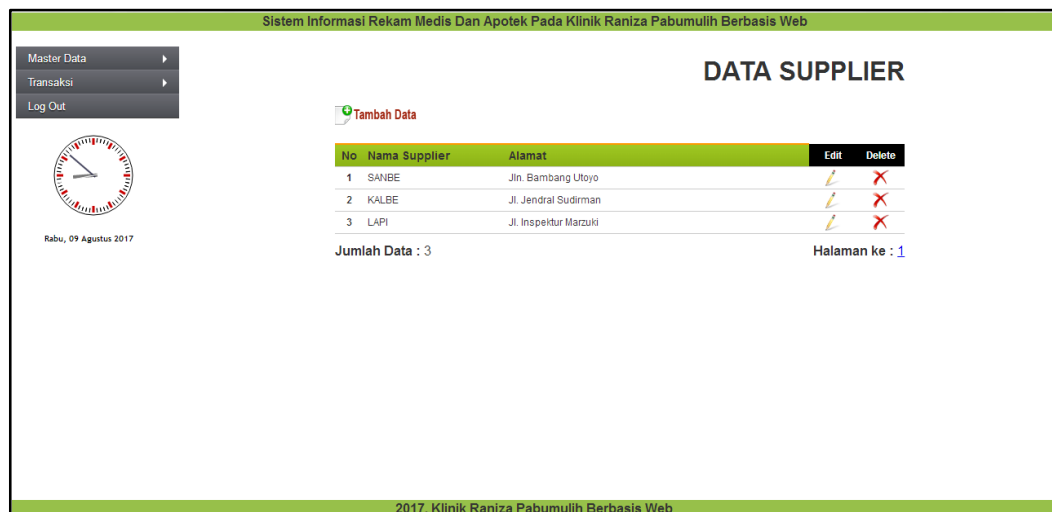 Sistem Informasi Rekam Medis Dan Apotek Pada Klinik Raniza Pabumulih Berbasis Web
Master Data
Transaksi
Log Out
Rabu, 09 Agustus 2017
DATA SUPPLIER
Tambah Data
No Nama Supplier Alamat Edit Delete
1 SANBE Jln. Bambang Utoyo
2 KALBE Jl. Jendral Sudirman
3 LAPI Jl. Inspektur Marzuki
Jumlah Data : 3 Halaman ke : 1
2017, Klinik Raniza Pabumulih Berbasis Web